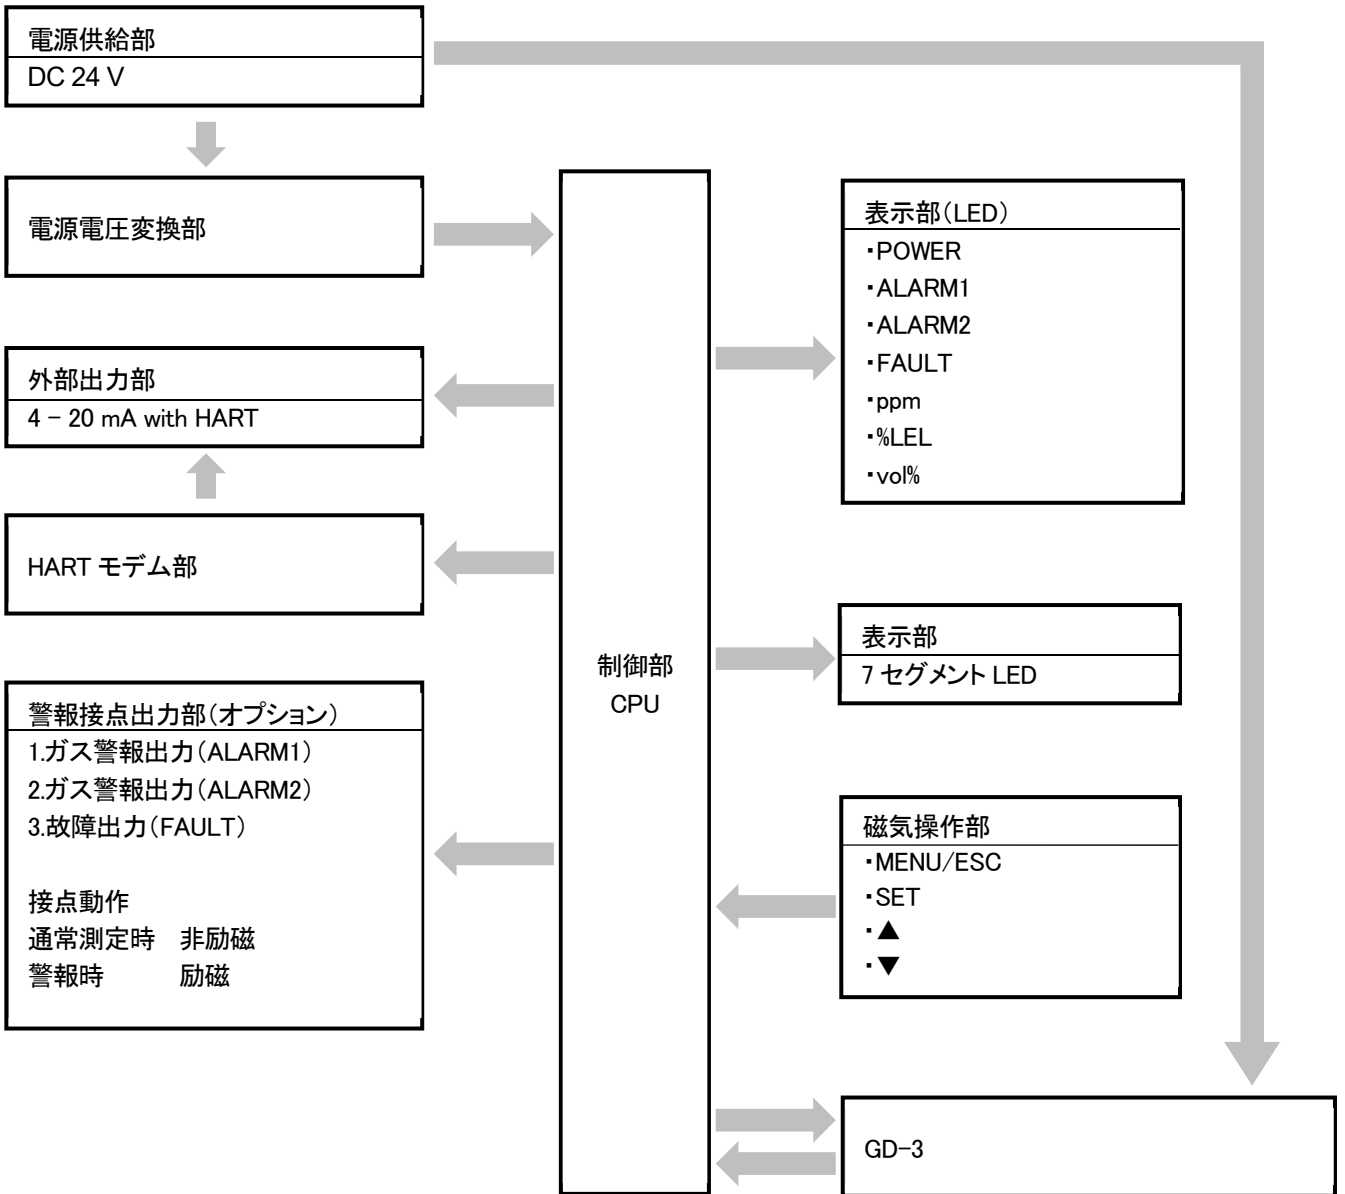 電源供給部
DC 24 V
電源電圧変換部
外部出力部
4 - 20 mA with HART
HART モデム部
警報接点出力部(オプション)
1.ガス警報出力(ALARM1)
2.ガス警報出力(ALARM2)
3.故障出力(FAULT)
接点動作
通常測定時 非励磁
警報時 励磁
制御部
CPU
表示部(LED)
・POWER
・ALARM1
・ALARM2
・FAULT
・ppm
・%LEL
・vol%
表示部
7 セグメント LED
磁気操作部
・MENU/ESC
・SET
・▲
・▼
GD-3